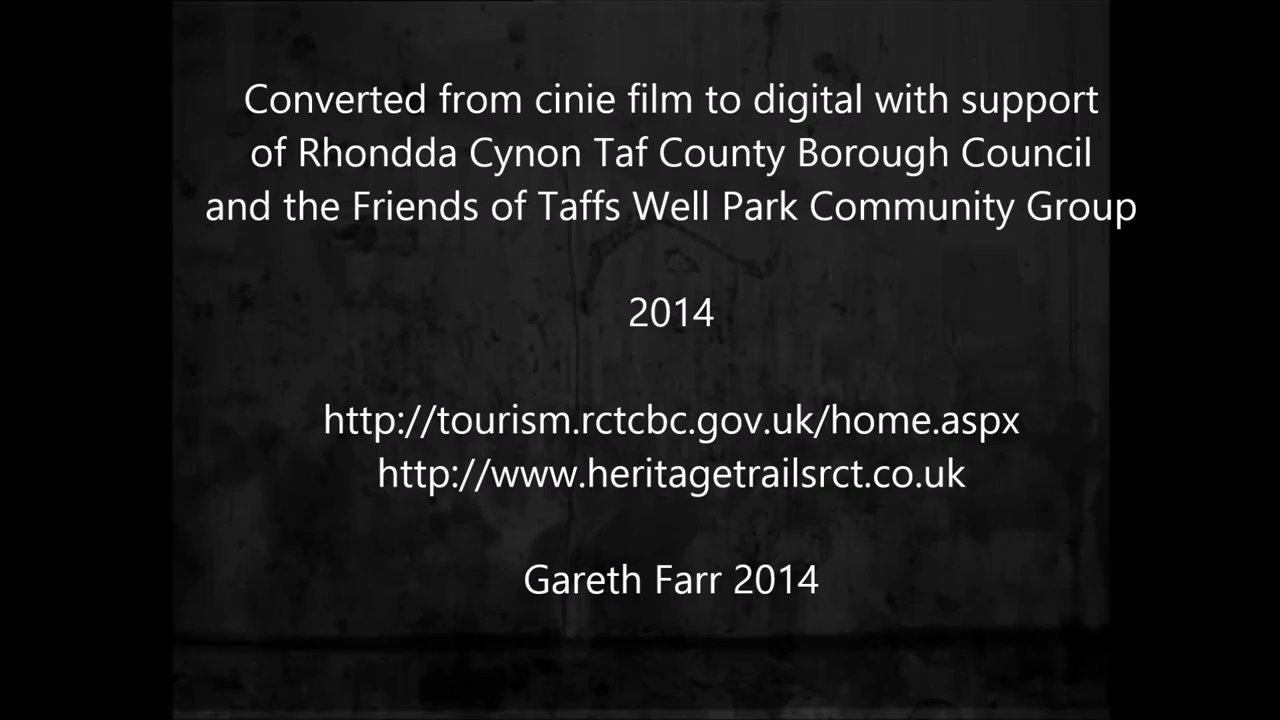 Converted from cinie film to digital with support
of Rhondda Cynon Taf County Borough Council
and the Friends of Taffs Well Park Community Group
2014
http://tourism.rctcbc.gov.uk/home.aspx
http://www.heritagetrailsrct.co.uk
Gareth Farr 2014